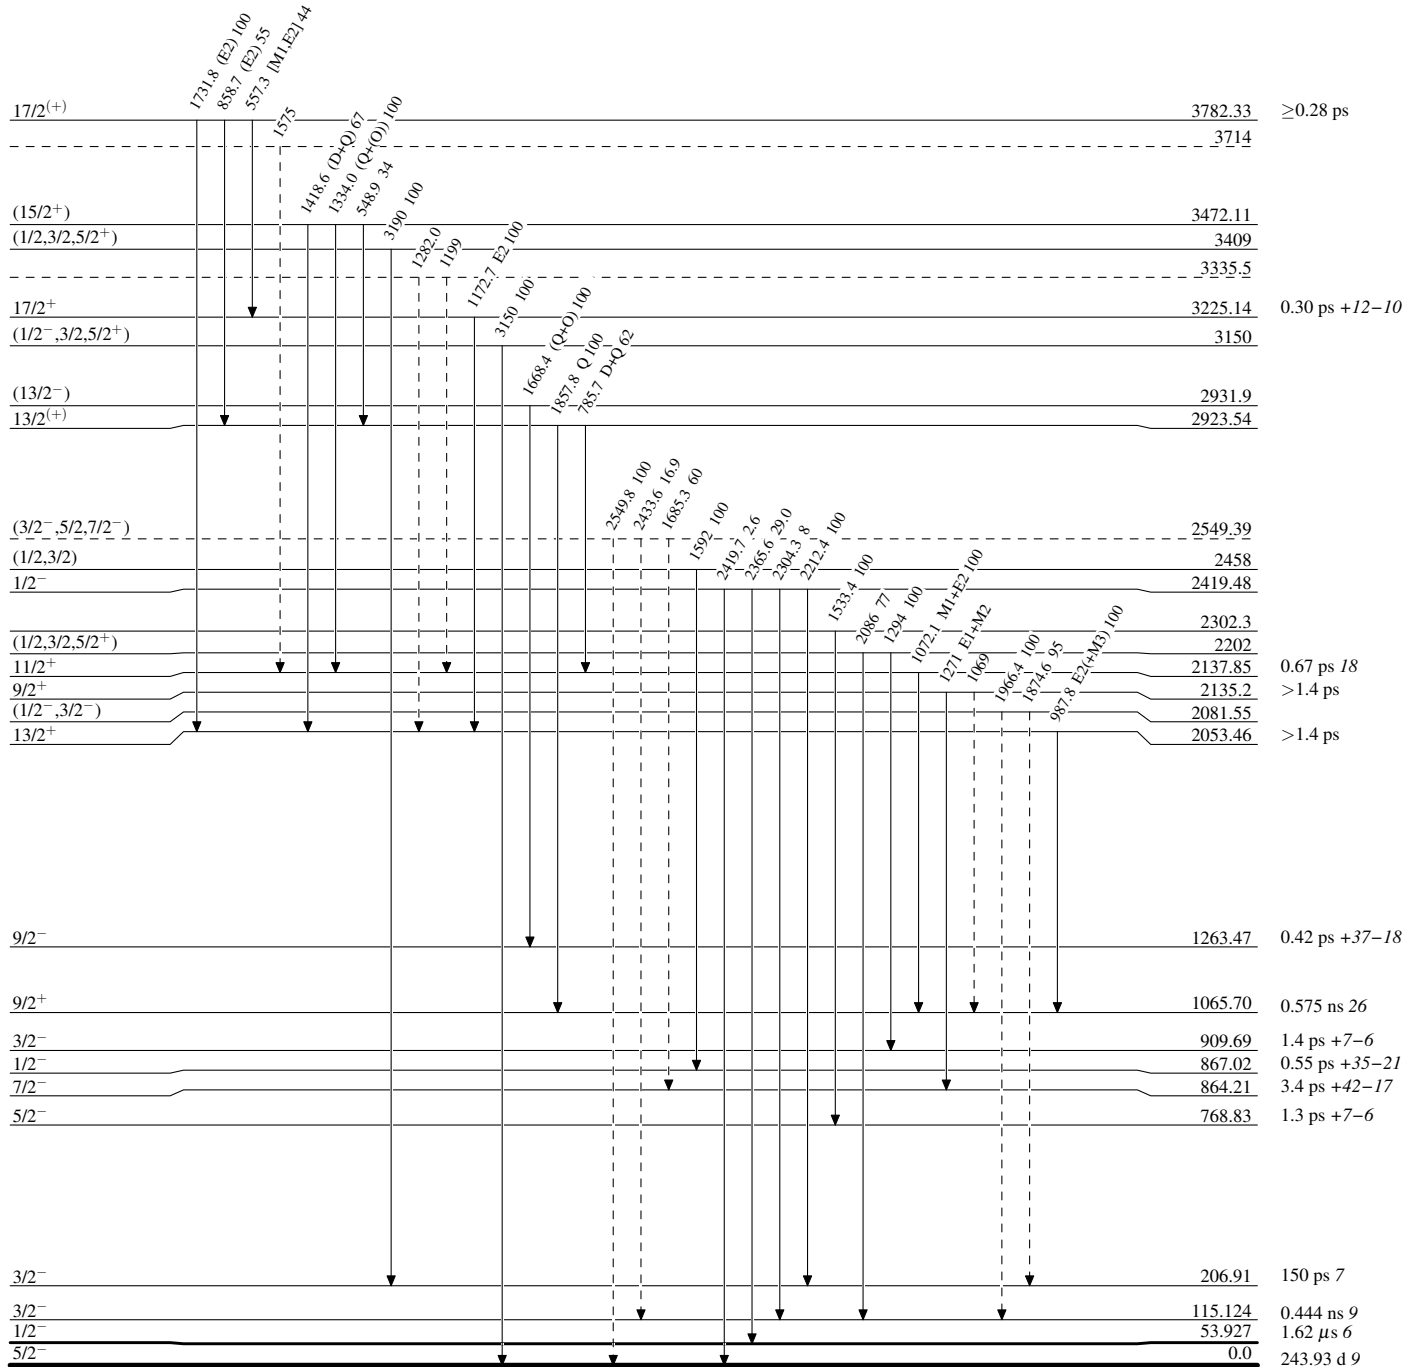 1731.8 (E2) 100
858.7 (E2) 55
557.3 [M1,E2] 44
1575
1418.6 (D+Q) 67
1334.0 (Q+(O)) 100
548.9 34
3190 100
1282.0
1199
1172.7 E2 100
3150 100
1668.4 (Q+O) 100
1857.8 Q 100
785.7 D+Q 62
2549.8 100
2433.6 16.9
1685.3 60
1592 100
2419.7 2.6
2365.6 29.0
2304.3 8
2212.4 100
1533.4 100
2086 77
1294 100
1072.1 M1+E2 100
1271 E1+M2
1069
1966.4 100
1874.6 95
987.8 E2(+M3) 100
17/2(+) 3782.33 ≥0.28 ps
3714
(15/2+) 3472.11
(1/2,3/2,5/2+) 3409
3335.5
17/2+ 3225.14 0.30 ps +12−10
(1/2−,3/2,5/2+) 3150
(13/2−) 2931.9
13/2(+) 2923.54
(3/2−,5/2,7/2−) 2549.39
(1/2,3/2) 2458
1/2− 2419.48
2302.3
(1/2,3/2,5/2+) 2202
11/2+ 2137.85 0.67 ps 18
9/2+ 2135.2 >1.4 ps
(1/2−,3/2−) 2081.55
13/2+ 2053.46 >1.4 ps
9/2− 1263.47 0.42 ps +37−18
9/2+ 1065.70 0.575 ns 26
3/2− 909.69 1.4 ps +7−6
1/2− 867.02 0.55 ps +35−21
7/2− 864.21 3.4 ps +42−17
5/2− 768.83 1.3 ps +7−6
3/2− 206.91 150 ps 7
3/2− 115.124 0.444 ns 9
1/2− 53.927 1.62 μs 6
5/2− 0.0 243.93 d 9